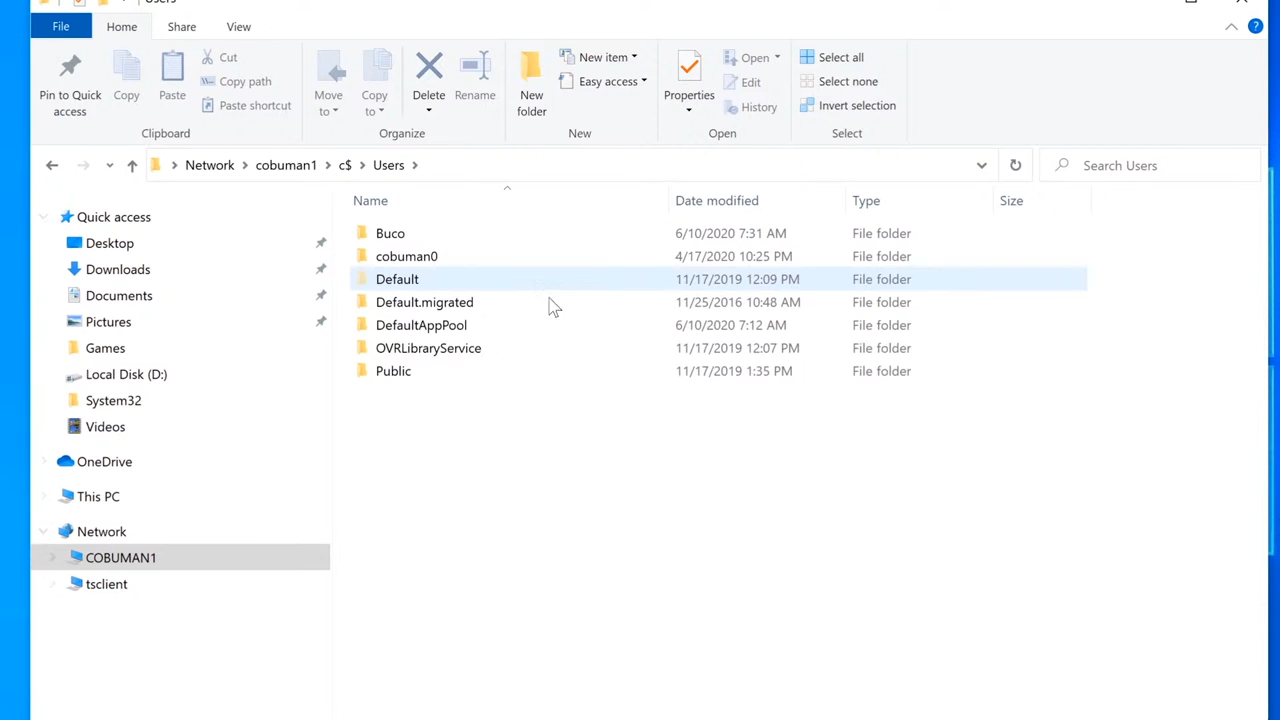 Users
File Home Share View
Pin to Quick access
Copy
Paste
Cut
Copy path
Paste shortcut
Clipboard
Move to
Copy to
Delete
Rename
Organize
New folder
New item
Easy access
New
Properties
Open
Edit
History
Open
Select all
Select none
Invert selection
Select
Network cobuman1 c$ Users
Search Users
Quick access
Desktop
Downloads
Documents
Pictures
Games
Local Disk (D:)
System32
Videos
OneDrive
This PC
Network
COBUMAN1
tsclient
Name Date modified Type Size
Buco 6/10/2020 7:31 AM File folder
cobuman0 4/17/2020 10:25 PM File folder
Default 11/17/2019 12:09 PM File folder
Default.migrated 11/25/2016 10:48 AM File folder
DefaultAppPool 6/10/2020 7:12 AM File folder
OVRLibraryService 11/17/2019 12:07 PM File folder
Public 11/17/2019 1:35 PM File folder